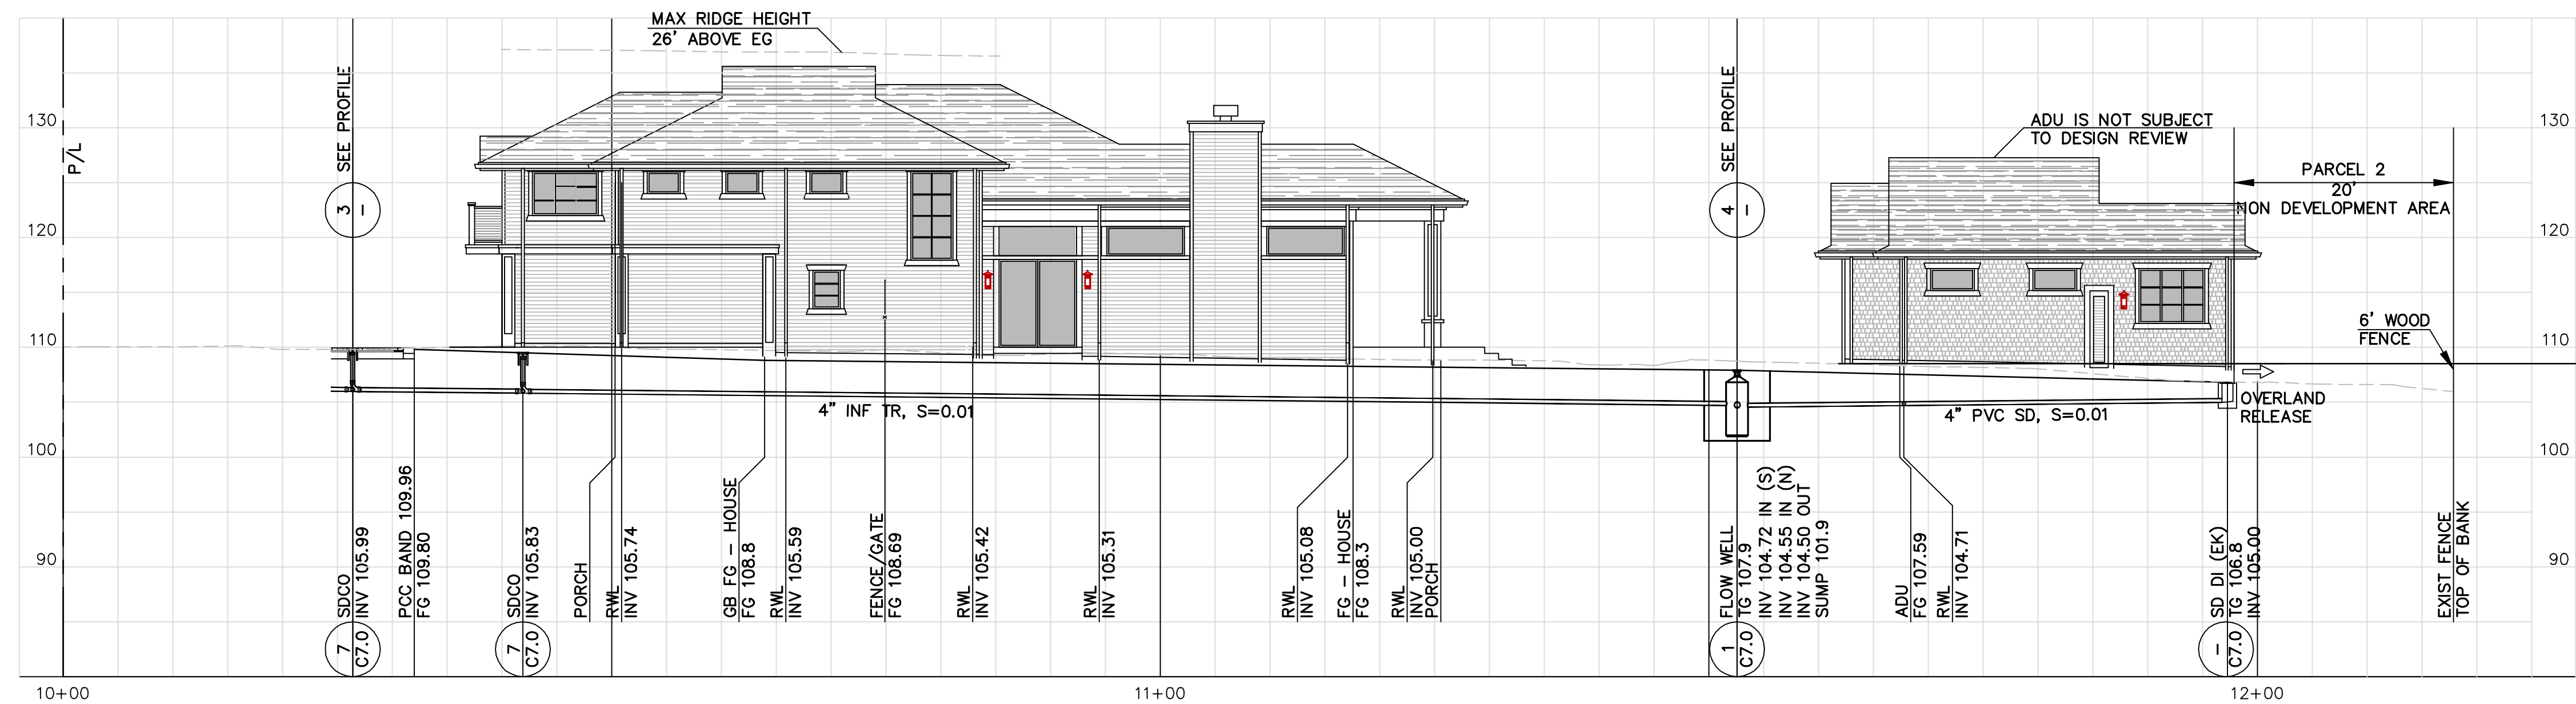 MAX RIDGE HEIGHT
26' ABOVE EG
P/L
SEE PROFILE
3
–
SEE PROFILE
4
–
130
120
110
100
90
130
120
110
100
90
ADU IS NOT SUBJECT
TO DESIGN REVIEW
PARCEL 2
20'
NON DEVELOPMENT AREA
6' WOOD
FENCE
4" INF TR, S=0.01
4" PVC SD, S=0.01
OVERLAND
RELEASE
SDCO
INV 105.99
PCC BAND 109.96
FG 109.80
SDCO
INV 105.83
PORCH
RWL
INV 105.74
GB FG – HOUSE
FG 108.8
RWL
INV 105.59
FENCE/GATE
FG 108.69
RWL
INV 105.42
RWL
INV 105.31
RWL
INV 105.08
FG – HOUSE
FG 108.3
RWL
INV 105.00
PORCH
FLOW WELL
TG 107.9
INV 104.72 IN (S)
INV 104.55 IN (N)
INV 104.50 OUT
SUMP 101.9
ADU
FG 107.59
RWL
INV 104.71
SD DI (EK)
TG 106.8
INV 105.00
EXIST FENCE
TOP OF BANK
7
C7.0
7
C7.0
1
C7.0
–
C7.0
10+00
11+00
12+00